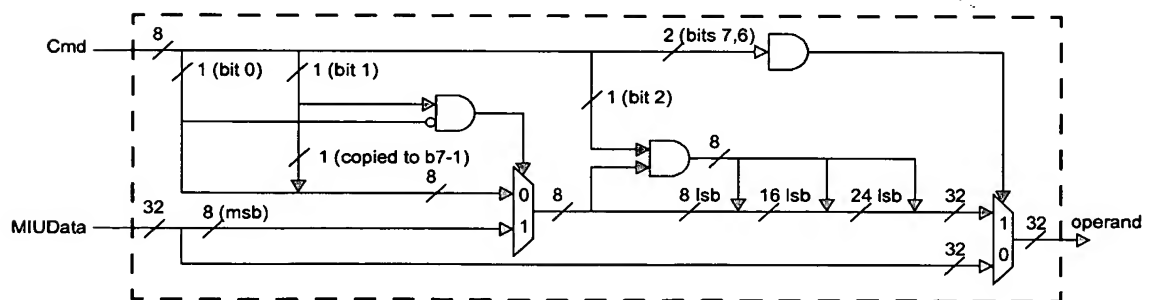 8
Cmd
2 (bits 7,6)
1 (bit 0)
1 (bit 1)
1 (bit 2)
8
1 (copied to b7-1)
8
0
1
8
8 lsb
16 lsb
24 lsb
32
32
8 (msb)
MIUData
1
0
32
operand
32